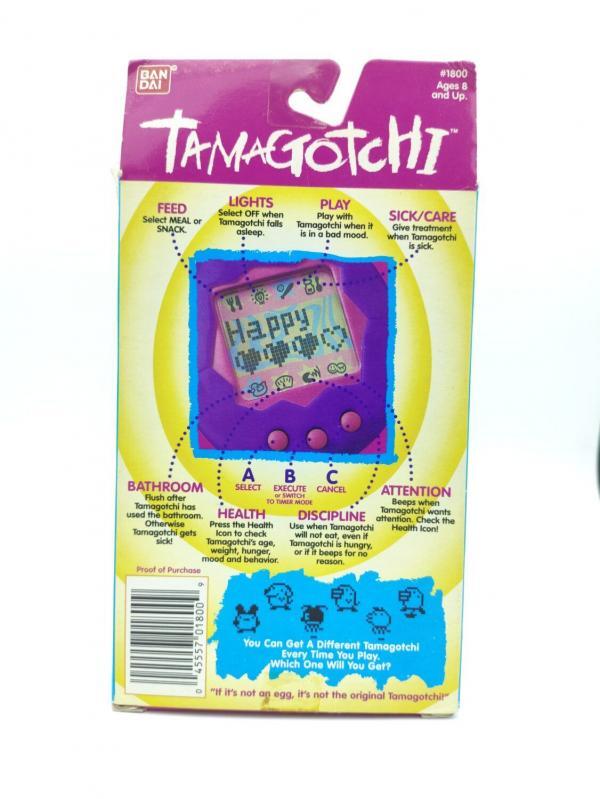 BAN
DAI
#1800
Ages 8
and Up.
TAMAGOTCHI™
FEED
Select MEAL or
SNACK.
LIGHTS
Select OFF when
Tamagotchi falls
asleep.
PLAY
Play with
Tamagotchi when it
is in a bad mood.
SICK/CARE
Give treatment
when Tamagotchi
is sick.
Happy
A
SELECT
B
EXECUTE
or SWITCH
TO TIMER MODE
C
CANCEL
BATHROOM
Flush after
Tamagotchi has
used the bathroom.
Otherwise
Tamagotchi gets
sick!
HEALTH
Press the Health
Icon to check
Tamagotchi's age,
weight, hunger,
mood and behavior.
DISCIPLINE
Use when Tamagotchi
will not eat, even if
Tamagotchi is hungry,
or if it beeps for no
reason.
ATTENTION
Beeps when
Tamagotchi wants
attention. Check the
Health Icon!
Proof of Purchase
0 45557 01800 9
You Can Get A Different Tamagotchi
Every Time You Play.
Which One Will You Get?
"If it's not an egg, it's not the original Tamagotchi!"